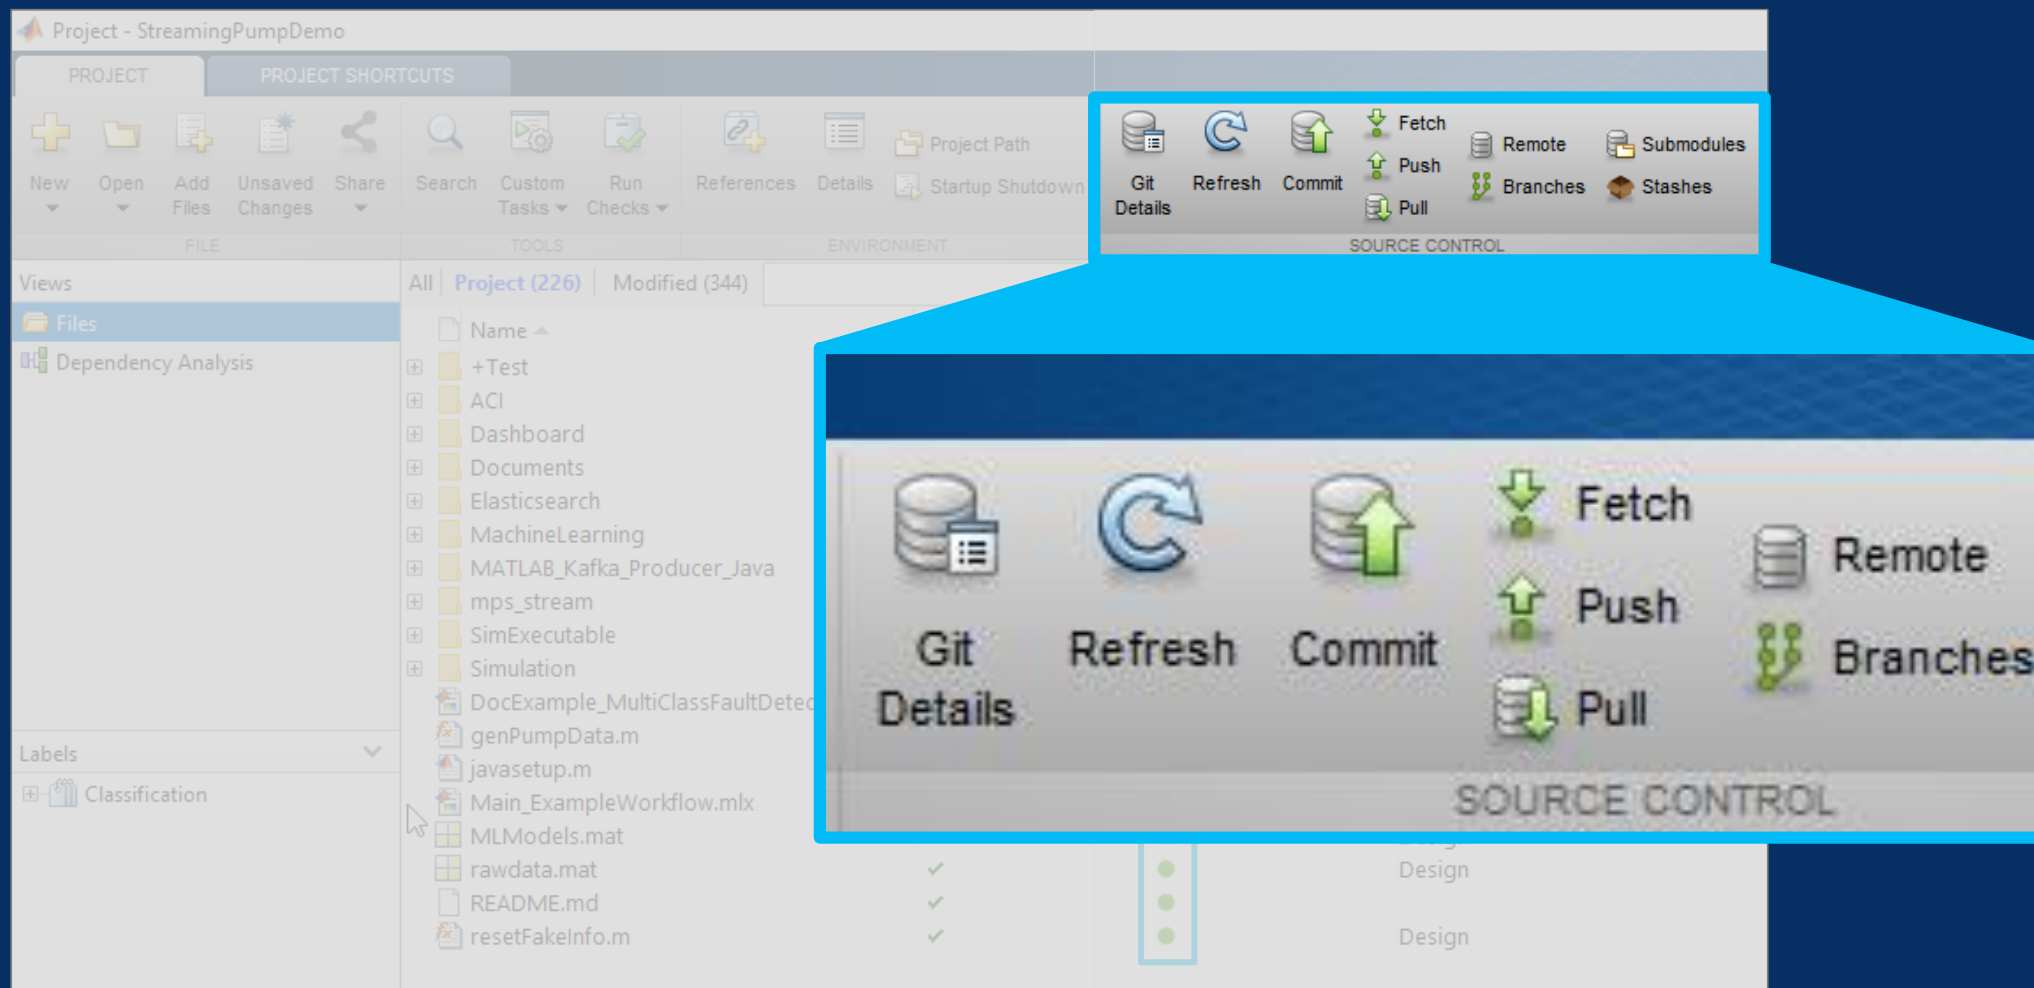 Project - StreamingPumpDemo
PROJECT
PROJECT SHORTCUTS
New
Open
Add Files
Unsaved Changes
Share
Search
Custom Tasks
Run Checks
References
Details
Project Path
Startup Shutdown
Git Details
Refresh
Commit
Fetch
Push
Pull
Remote
Branches
Submodules
Stashes
FILE
TOOLS
ENVIRONMENT
SOURCE CONTROL
Views
Files
Dependency Analysis
Labels
Classification
All
Project (226)
Modified (344)
Name
+Test
ACI
Dashboard
Documents
Elasticsearch
MachineLearning
MATLAB_Kafka_Producer_Java
mps_stream
SimExecutable
Simulation
DocExample_MultiClassFaultDetec
genPumpData.m
javasetup.m
Main_ExampleWorkflow.mlx
MLModels.mat
rawdata.mat
Design
README.md
resetFakeInfo.m
Design
Git Details
Refresh
Commit
Fetch
Push
Pull
Remote
Branches
SOURCE CONTROL